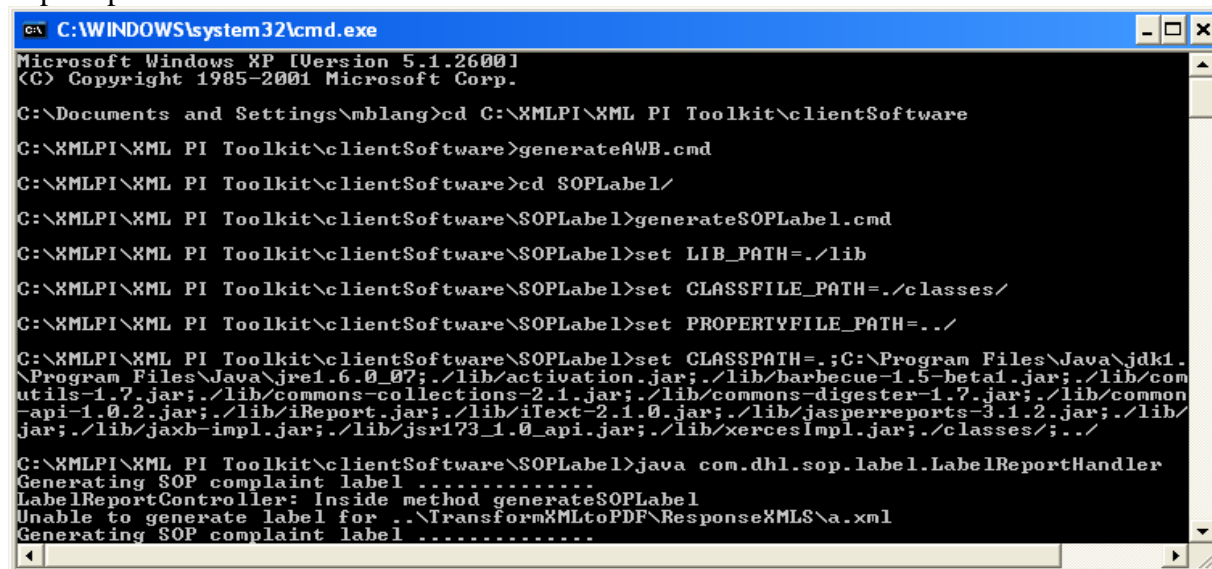 C:\WINDOWS\system32\cmd.exe
Microsoft Windows XP [Version 5.1.2600]
(C) Copyright 1985-2001 Microsoft Corp.
C:\Documents and Settings\mblang>cd C:\XMLPI\XML PI Toolkit\clientSoftware
C:\XMLPI\XML PI Toolkit\clientSoftware>generateAWB.cmd
C:\XMLPI\XML PI Toolkit\clientSoftware>cd SOPLabel/
C:\XMLPI\XML PI Toolkit\clientSoftware\SOPLabel>generateSOPLabel.cmd
C:\XMLPI\XML PI Toolkit\clientSoftware\SOPLabel>set LIB_PATH=./lib
C:\XMLPI\XML PI Toolkit\clientSoftware\SOPLabel>set CLASSFILE_PATH=./classes/
C:\XMLPI\XML PI Toolkit\clientSoftware\SOPLabel>set PROPERTYFILE_PATH=../
C:\XMLPI\XML PI Toolkit\clientSoftware\SOPLabel>set CLASSPATH=.;C:\Program Files\Java\jdk1.
\Program Files\Java\jre1.6.0_07;./lib/activation.jar;./lib/barbecue-1.5-beta1.jar;./lib/com
utils-1.7.jar;./lib/commons-collections-2.1.jar;./lib/commons-digester-1.7.jar;./lib/common
-api-1.0.2.jar;./lib/iReport.jar;./lib/iText-2.1.0.jar;./lib/jasperreports-3.1.2.jar;./lib/
jar;./lib/jaxb-impl.jar;./lib/jsr173_1.0_api.jar;./lib/xercesImpl.jar;./classes/;../
C:\XMLPI\XML PI Toolkit\clientSoftware\SOPLabel>java com.dhl.sop.label.LabelReportHandler
Generating SOP complaint label ..............
LabelReportController: Inside method generateSOPLabel
Unable to generate label for ..\TransformXMLtoPDF\ResponseXMLS\a.xml
Generating SOP complaint label ..............